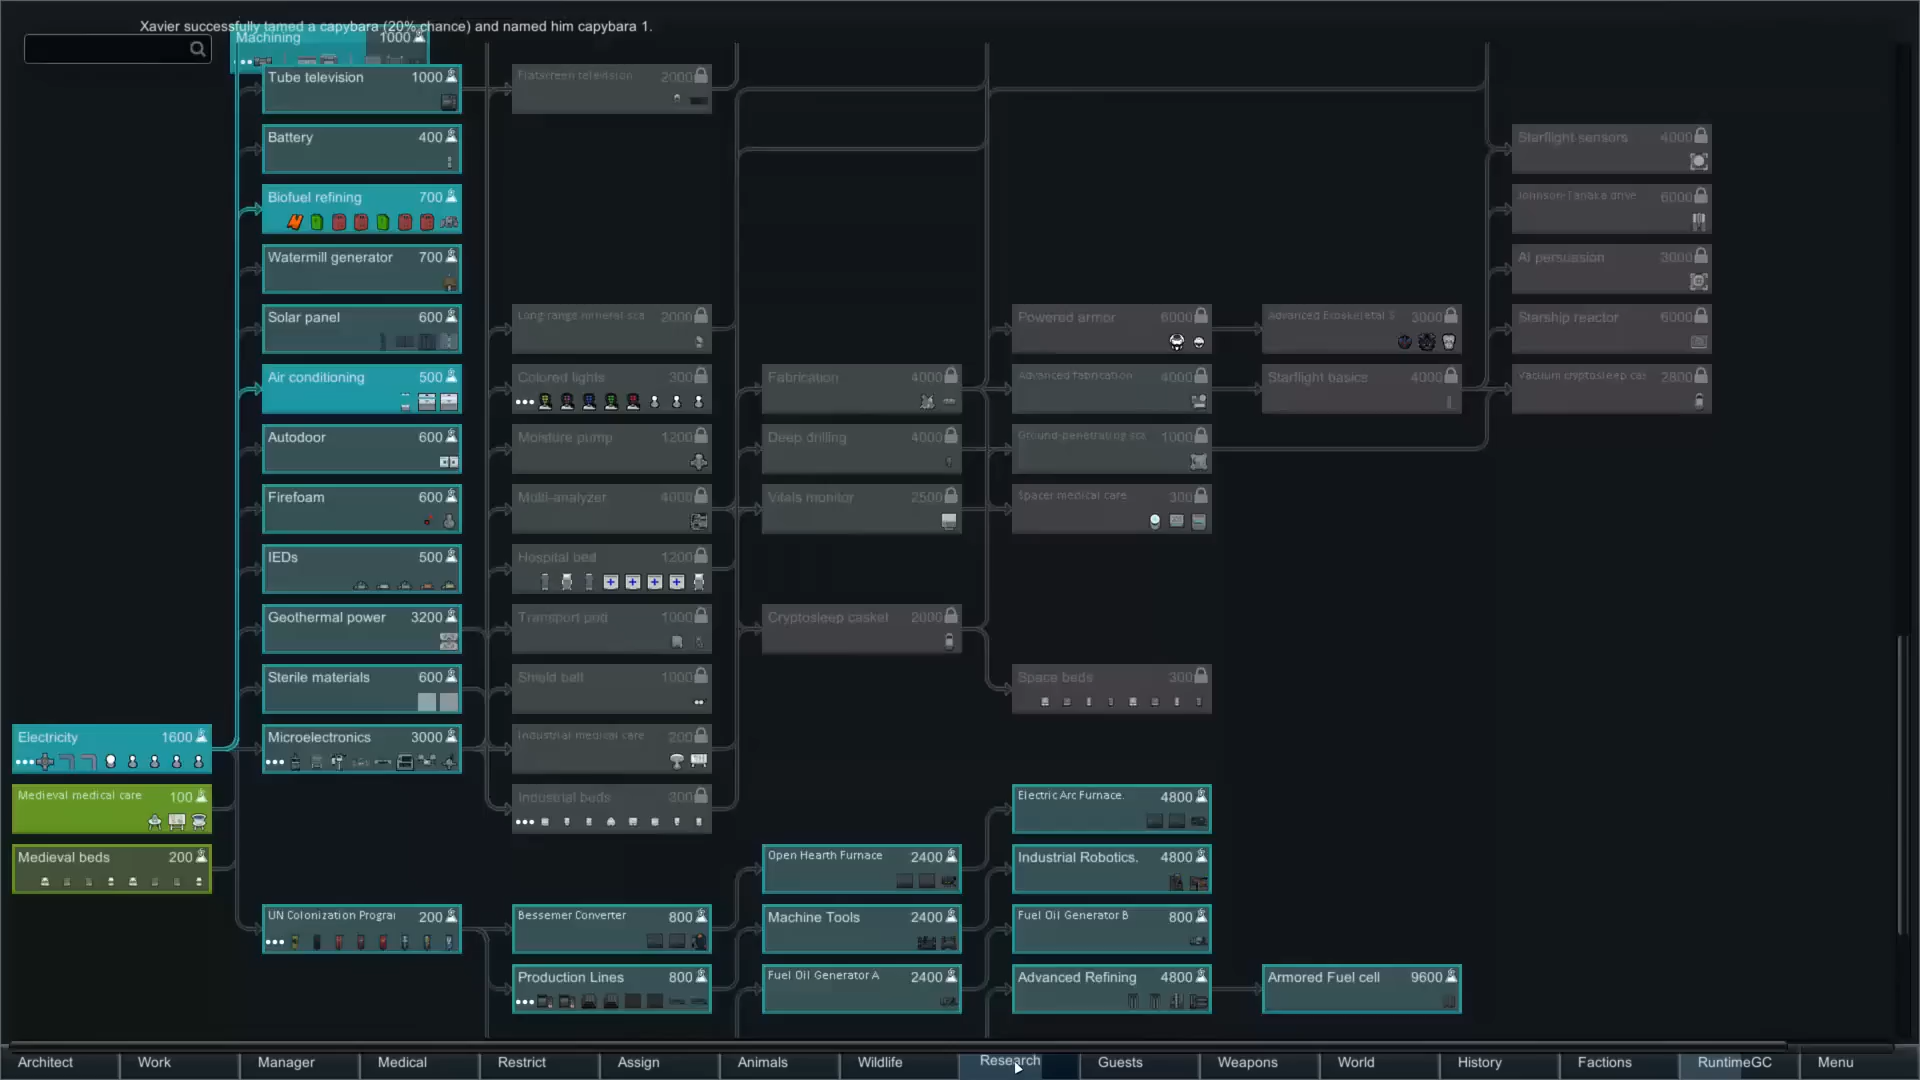 Xavier successfully tamed a capybara (20% chance) and named him capybara 1.
Machining 1000
Tube television 1000
Flatscreen television 2000
Battery 400
Starflight sensors 4000
Biofuel refining 700
Johnson-Tanaka drive 6000
Watermill generator 700
AI persuasion 3000
Solar panel 600
Long range mineral sca 2000
Powered armor 6000
Advanced Exoskeletal S 3000
Starship reactor 6000
Air conditioning 500
Colored lights 300
Fabrication 4000
Advanced fabrication 4000
Starflight basics 4000
Vacuum cryptosleep cas 2800
Autodoor 600
Moisture pump 1200
Deep drilling 4000
Ground-penetrating sca 1000
Firefoam 600
Multi-analyzer 4000
Vitals monitor 2500
Spacer medical care 300
IEDs 500
Hospital bed 1200
Geothermal power 3200
Transport pod 1000
Cryptosleep casket 2000
Sterile materials 600
Shield belt 1000
Space beds 300
Electricity 1600
Microelectronics 3000
Industrial medical care 200
Medieval medical care 100
Industrial beds 300
Electric Arc Furnace. 4800
Medieval beds 200
Open Hearth Furnace 2400
Industrial Robotics. 4800
UN Colonization Progra 200
Bessemer Converter 800
Machine Tools 2400
Fuel Oil Generator B 800
Production Lines 800
Fuel Oil Generator A 2400
Advanced Refining 4800
Armored Fuel cell 9600
Architect
Work
Manager
Medical
Restrict
Assign
Animals
Wildlife
Research
Guests
Weapons
World
History
Factions
RuntimeGC
Menu